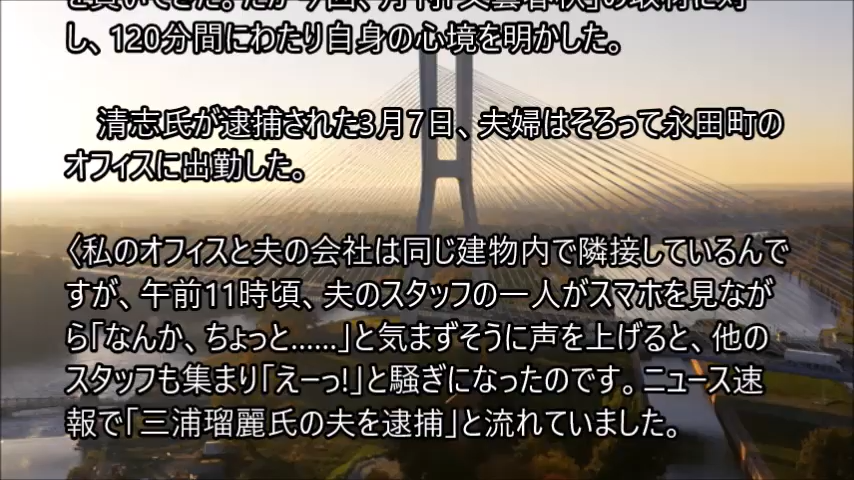 し、120分間にわたり自身の心境を明かした。
清志氏が逮捕された3月7日、夫婦はそろって永田町の
オフィスに出勤した。
〈私のオフィスと夫の会社は同じ建物内で隣接しているんで
すが、午前11時頃、夫のスタッフの一人がスマホを見なが
ら「なんか、ちょっと……」と気まずそうに声を上げると、他の
スタッフも集まり「えーっ!」と騒ぎになったのです。ニュース速
報で「三浦瑠麗氏の夫を逮捕」と流れていました。